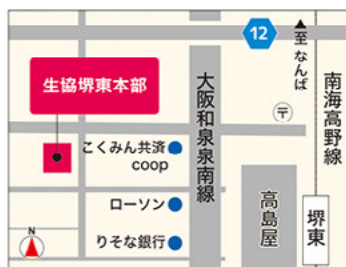 12
▲至 なんば
生協堺東本部
大阪和泉泉南線
南海高野線
〒
こくみん共済
coop
ローソン
高島屋
堺東
りそな銀行
N